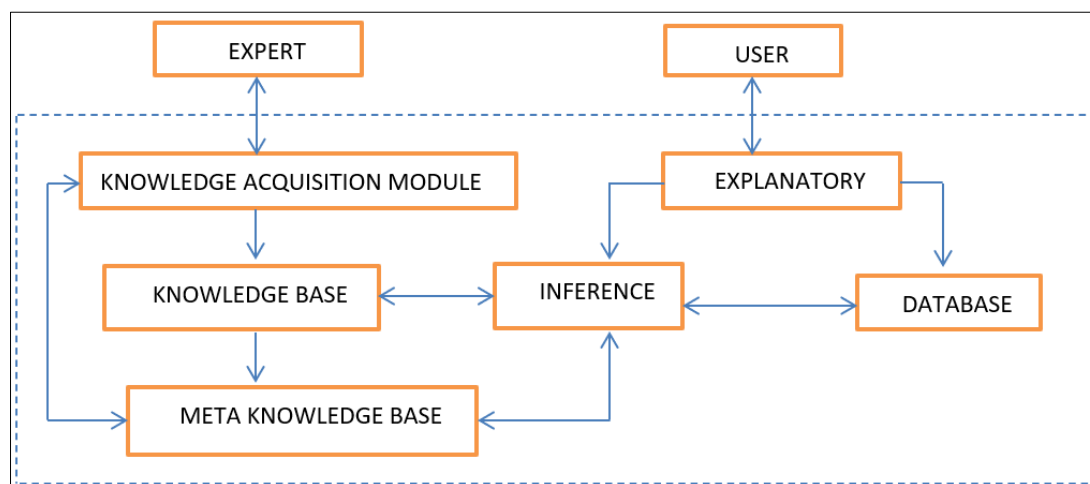 EXPERT
USER
KNOWLEDGE ACQUISITION MODULE
EXPLANATORY
KNOWLEDGE BASE
INFERENCE
DATABASE
META KNOWLEDGE BASE